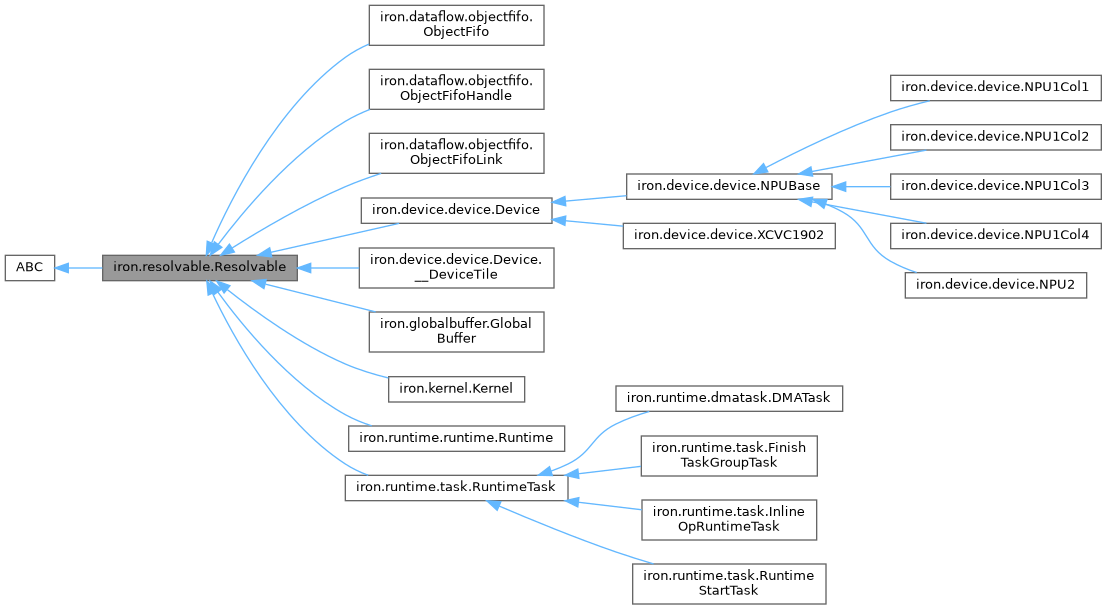 ABC
iron.resolvable.Resolvable
iron.dataflow.objectfifo.
ObjectFifo
iron.dataflow.objectfifo.
ObjectFifoHandle
iron.dataflow.objectfifo.
ObjectFifoLink
iron.device.device.Device
iron.device.device.Device.
__DeviceTile
iron.globalbuffer.Global
Buffer
iron.kernel.Kernel
iron.runtime.runtime.Runtime
iron.runtime.task.RuntimeTask
iron.device.device.NPUBase
iron.device.device.XCVC1902
iron.runtime.dmatask.DMATask
iron.runtime.task.Finish
TaskGroupTask
iron.runtime.task.Inline
OpRuntimeTask
iron.runtime.task.Runtime
StartTask
iron.device.device.NPU1Col1
iron.device.device.NPU1Col2
iron.device.device.NPU1Col3
iron.device.device.NPU1Col4
iron.device.device.NPU2